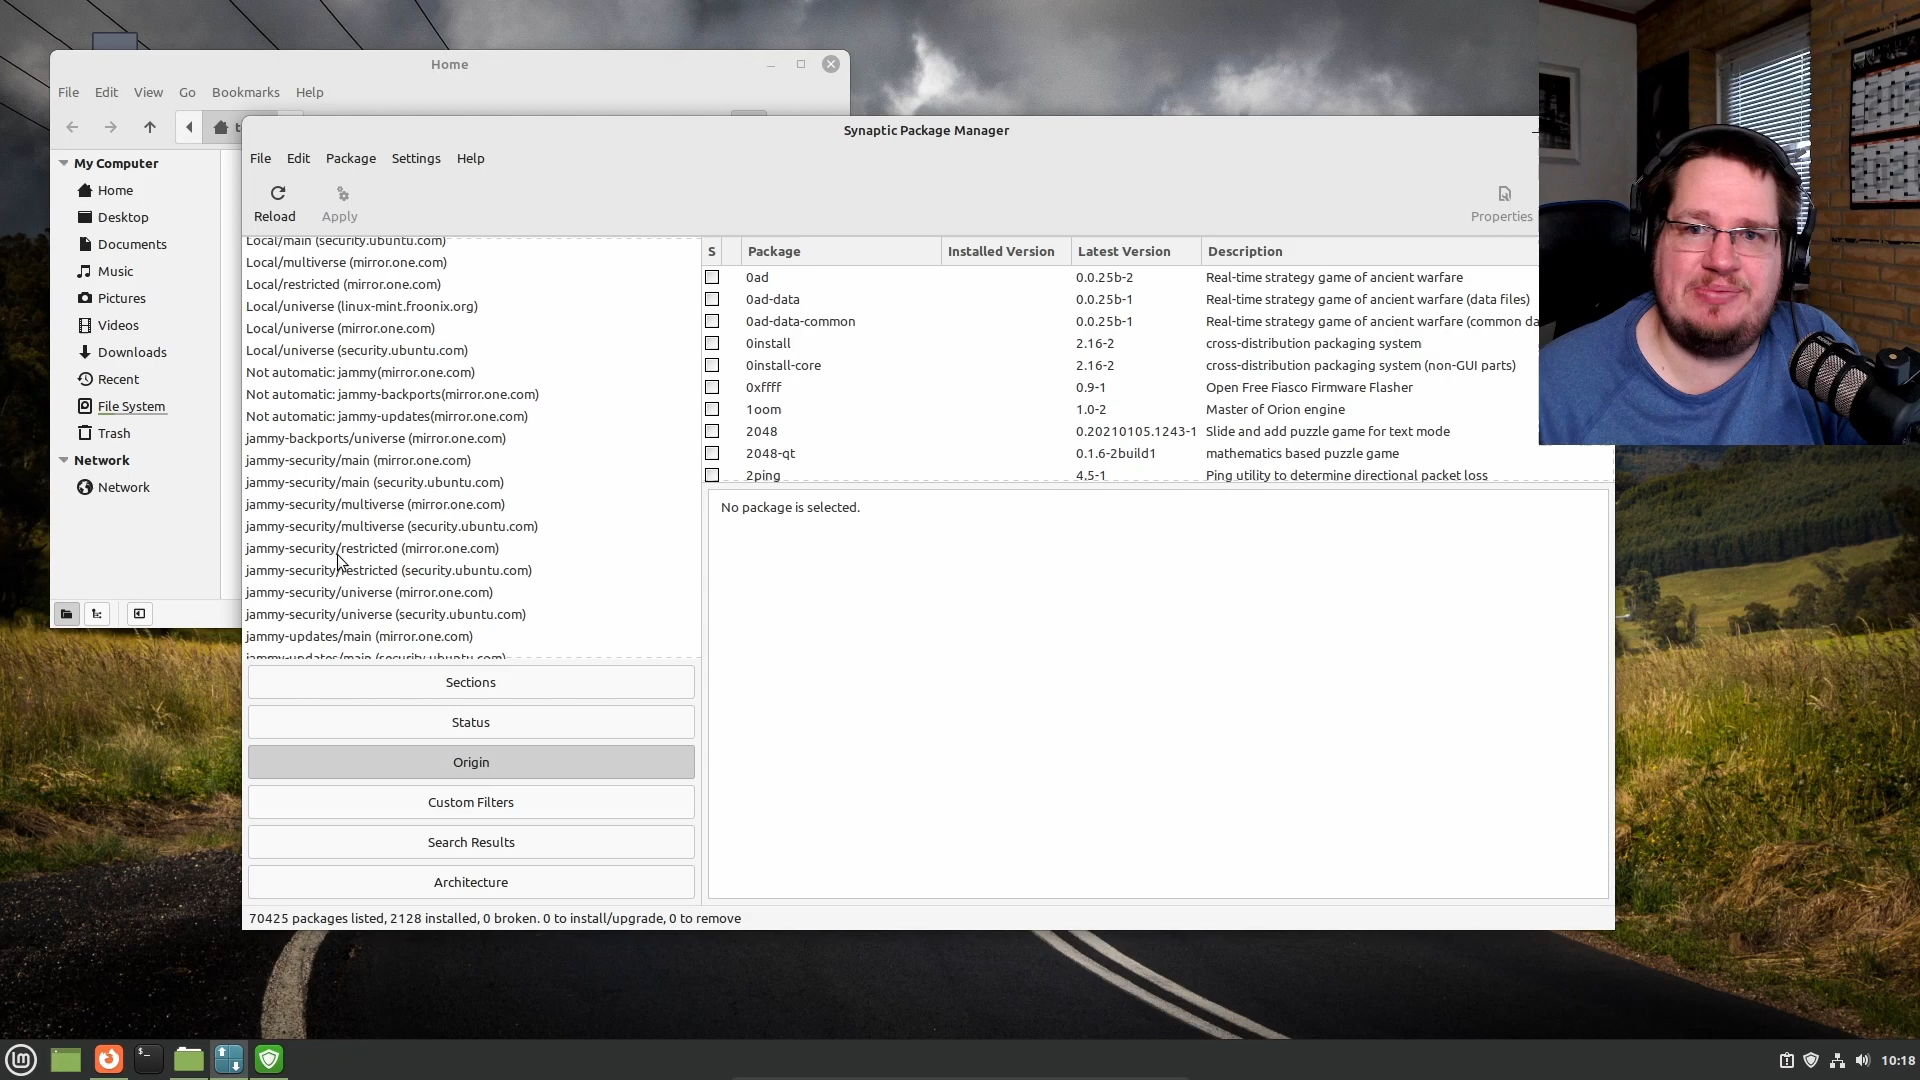 Home
File Edit View Go Bookmarks Help
My Computer
Home
Desktop
Documents
Music
Pictures
Videos
Downloads
Recent
File System
Trash
Network
Network
Synaptic Package Manager
File Edit Package Settings Help
Reload Apply Properties
Local/main (security.ubuntu.com)
Local/multiverse (mirror.one.com)
Local/restricted (mirror.one.com)
Local/universe (linux-mint.froonix.org)
Local/universe (mirror.one.com)
Local/universe (security.ubuntu.com)
Not automatic: jammy(mirror.one.com)
Not automatic: jammy-backports(mirror.one.com)
Not automatic: jammy-updates(mirror.one.com)
jammy-backports/universe (mirror.one.com)
jammy-security/main (mirror.one.com)
jammy-security/main (security.ubuntu.com)
jammy-security/multiverse (mirror.one.com)
jammy-security/multiverse (security.ubuntu.com)
jammy-security/restricted (mirror.one.com)
jammy-security/restricted (security.ubuntu.com)
jammy-security/universe (mirror.one.com)
jammy-security/universe (security.ubuntu.com)
jammy-updates/main (mirror.one.com)
jammy-updates/main (security.ubuntu.com)
Sections
Status
Origin
Custom Filters
Search Results
Architecture
S Package Installed Version Latest Version Description
0ad 0.0.25b-2 Real-time strategy game of ancient warfare
0ad-data 0.0.25b-1 Real-time strategy game of ancient warfare (data files)
0ad-data-common 0.0.25b-1 Real-time strategy game of ancient warfare (common da
0install 2.16-2 cross-distribution packaging system
0install-core 2.16-2 cross-distribution packaging system (non-GUI parts)
0xffff 0.9-1 Open Free Fiasco Firmware Flasher
1oom 1.0-2 Master of Orion engine
2048 0.20210105.1243-1 Slide and add puzzle game for text mode
2048-qt 0.1.6-2build1 mathematics based puzzle game
2ping 4.5-1 Ping utility to determine directional packet loss
No package is selected.
70425 packages listed, 2128 installed, 0 broken. 0 to install/upgrade, 0 to remove
10:18